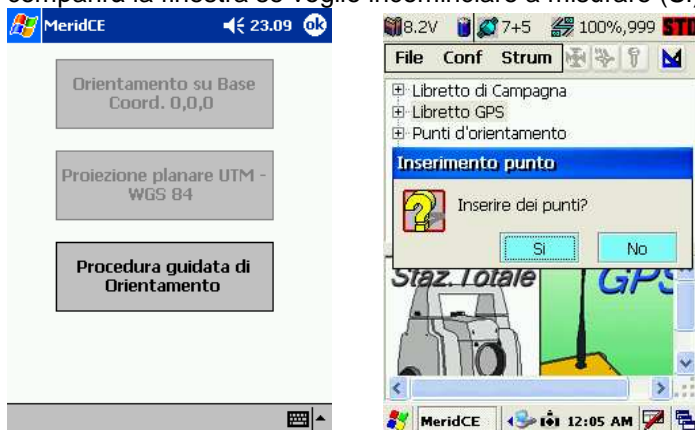 comparirà la finestra se voglio incominciare a misurare (Si)
MeridCE 23.09 ok
Orientamento su Base
Coord. 0,0,0
Proiezione planare UTM -
WGS 84
Procedura guidata di
Orientamento
8.2V 7+5 100%,999 STD
File Conf Strum
Libretto di Campagna
Libretto GPS
Punti d'orientamento
Inserimento punto
Inserire dei punti?
Si No
Staz. Totale GPS
MeridCE 12:05 AM